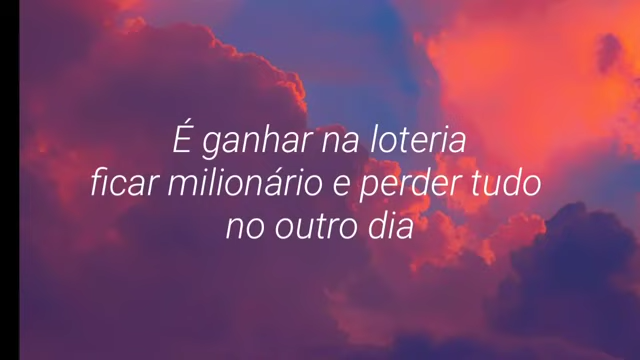 É ganhar na loteria
ficar milionário e perder tudo
no outro dia